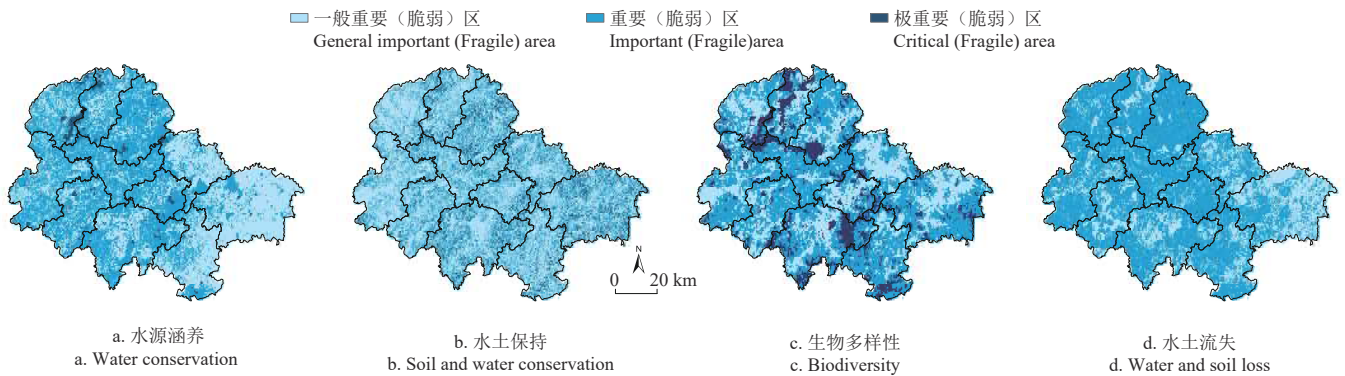 一般重要（脆弱）区
General important (Fragile) area
重要（脆弱）区
Important (Fragile)area
极重要（脆弱）区
Critical (Fragile) area
N
0 20 km
a. 水源涵养
a. Water conservation
b. 水土保持
b. Soil and water conservation
c. 生物多样性
c. Biodiversity
d. 水土流失
d. Water and soil loss